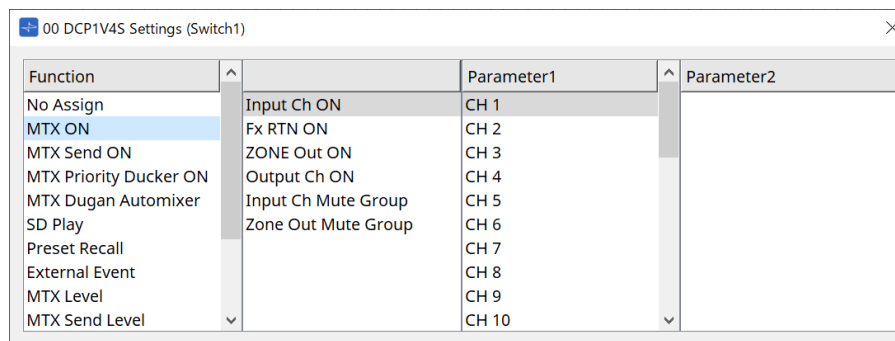 00 DCP1V4S Settings (Switch1)
Function
Parameter1
Parameter2
No Assign
Input Ch ON
CH 1
MTX ON
Fx RTN ON
CH 2
MTX Send ON
ZONE Out ON
CH 3
MTX Priority Ducker ON
Output Ch ON
CH 4
MTX Dugan Automixer
Input Ch Mute Group
CH 5
SD Play
Zone Out Mute Group
CH 6
Preset Recall
CH 7
External Event
CH 8
MTX Level
CH 9
MTX Send Level
CH 10